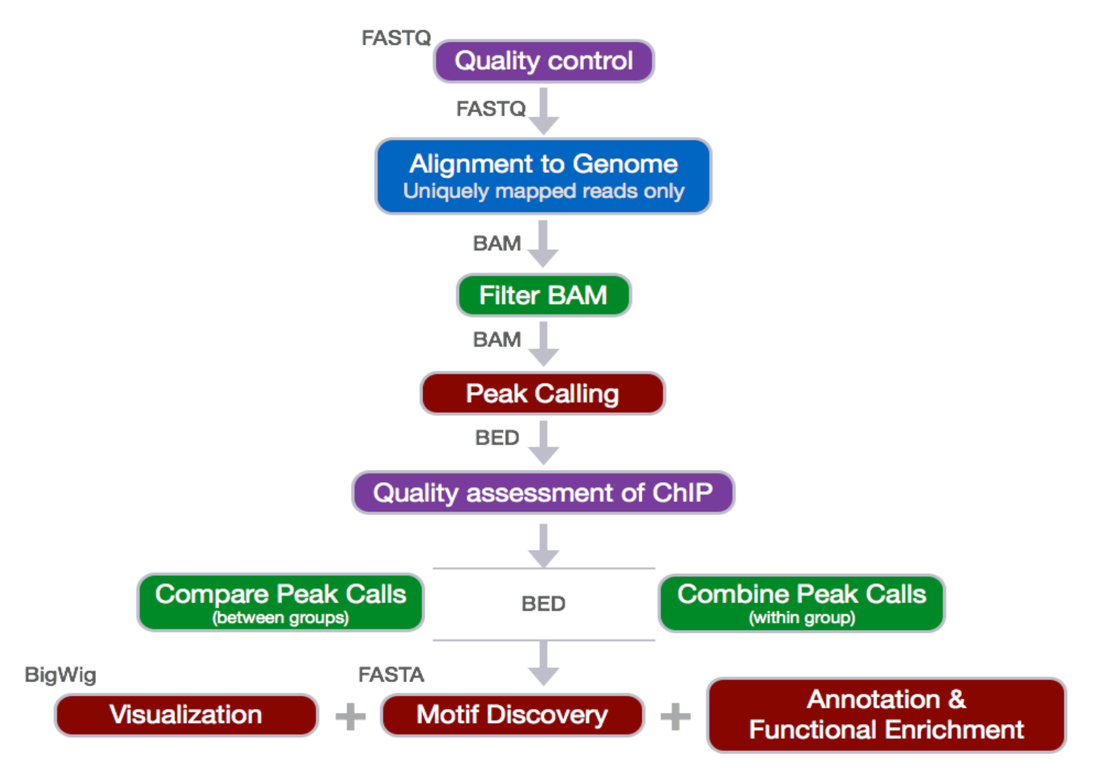 FASTQ
Quality control
FASTQ
Alignment to Genome
Uniquely mapped reads only
BAM
Filter BAM
BAM
Peak Calling
BED
Quality assessment of ChIP
Compare Peak Calls
(between groups)
BED
Combine Peak Calls
(within group)
BigWig
Visualization
+
FASTA
Motif Discovery
+
Annotation &
Functional Enrichment